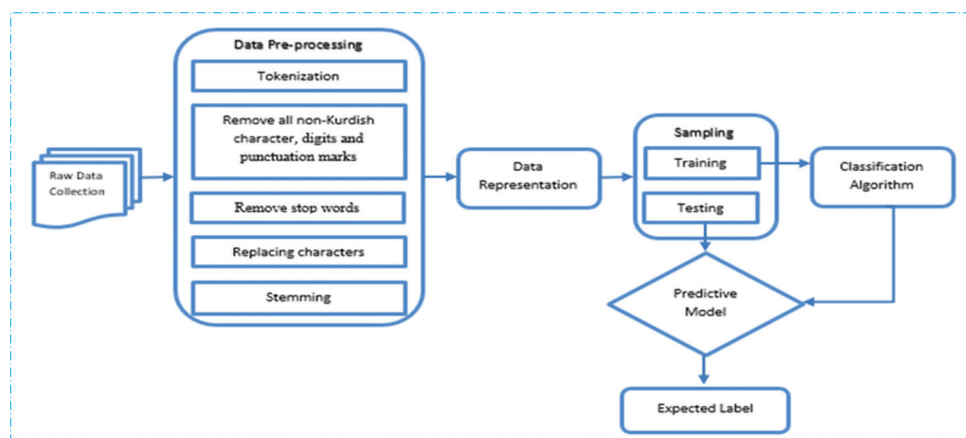 Raw Data
Collection
Data Pre-processing
Tokenization
Remove all non-Kurdish
character, digits and
punctuation marks
Remove stop words
Replacing characters
Stemming
Data
Representation
Sampling
Training
Testing
Classification
Algorithm
Predictive
Model
Expected Label